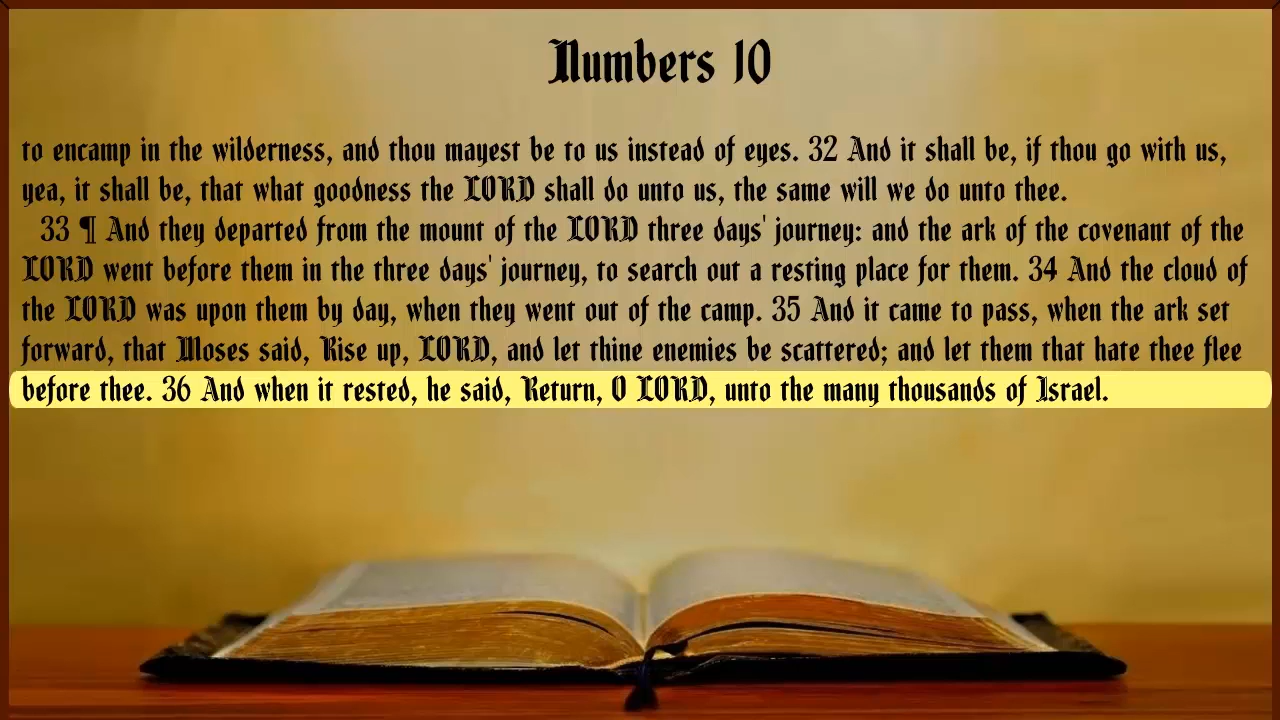 Numbers 10
to encamp in the wilderness, and thou mayest be to us instead of eyes. 32 And it shall be, if thou go with us,
yea, it shall be, that what goodness the LORD shall do unto us, the same will we do unto thee.
33 ¶ And they departed from the mount of the LORD three days' journey: and the ark of the covenant of the
LORD went before them in the three days' journey, to search out a resting place for them. 34 And the cloud of
the LORD was upon them by day, when they went out of the camp. 35 And it came to pass, when the ark set
forward, that Moses said, Rise up, LORD, and let thine enemies be scattered; and let them that hate thee flee
before thee. 36 And when it rested, he said, Return, O LORD, unto the many thousands of Israel.